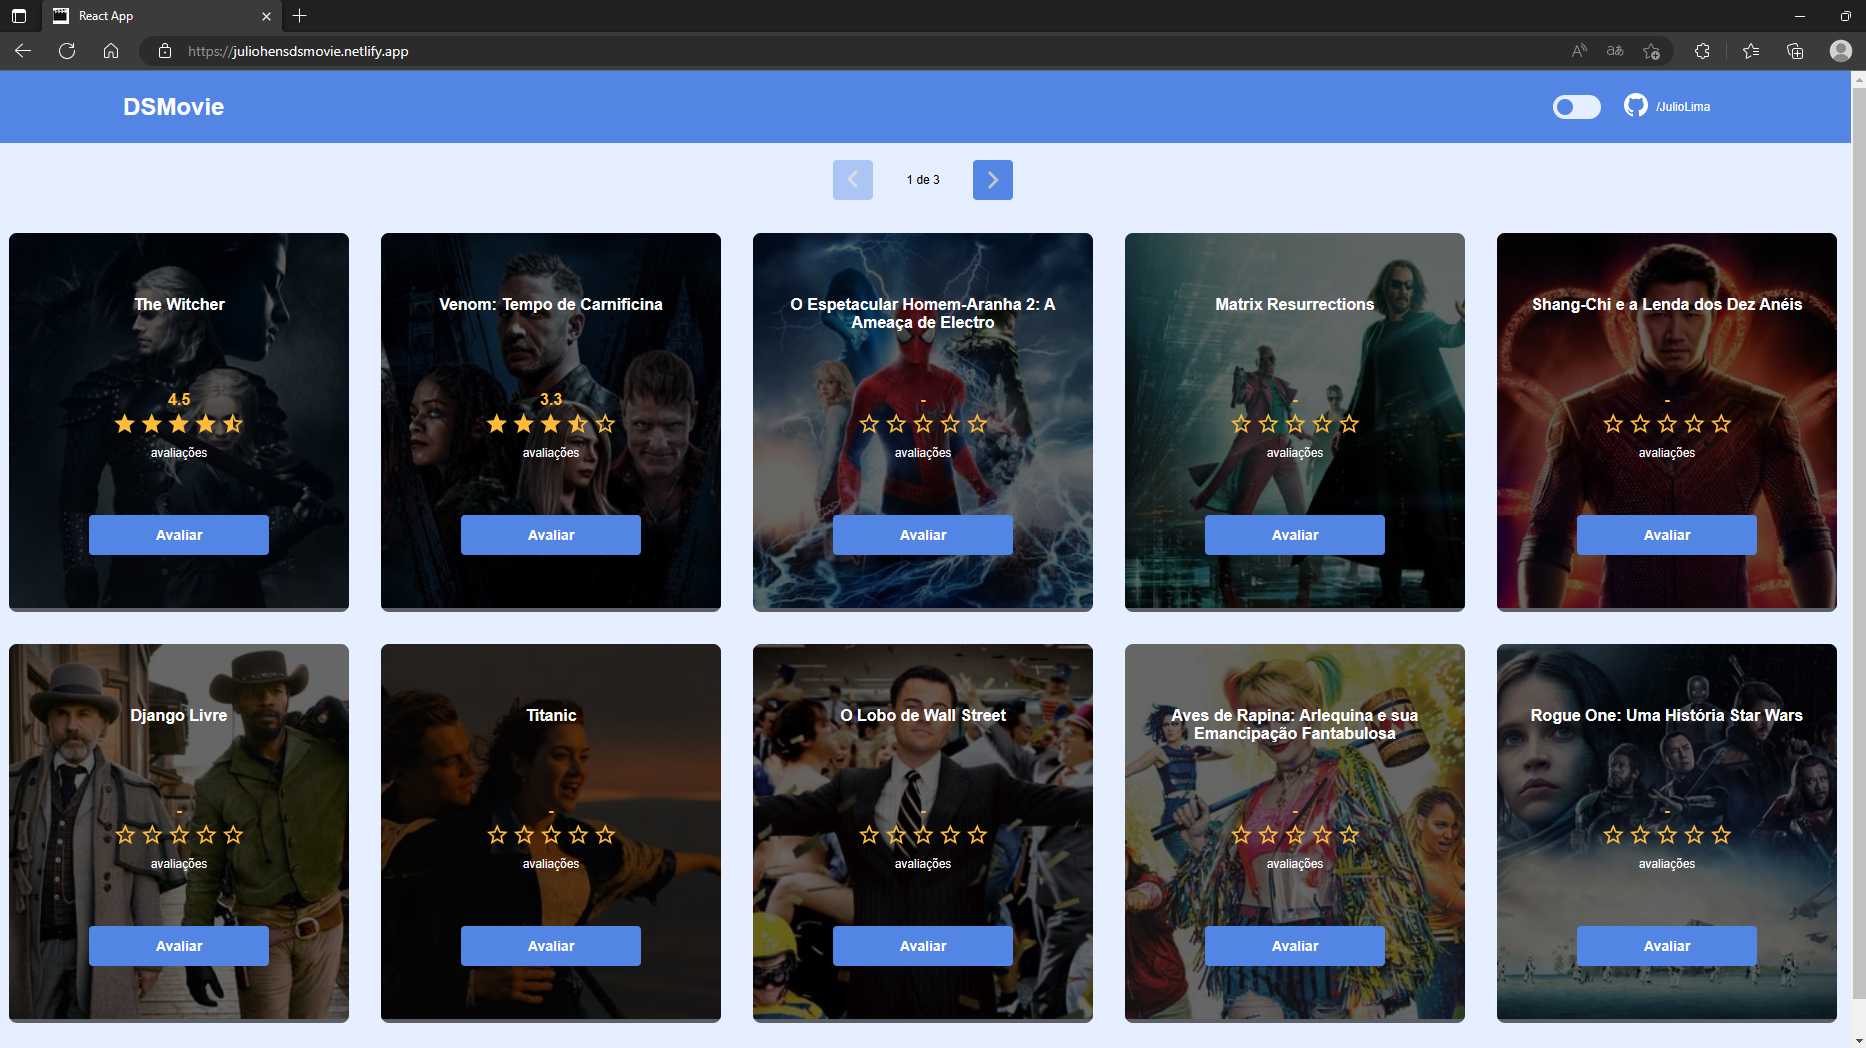 React App
https://juliohensdsmovie.netlify.app
DSMovie
/JulioLima
1 de 3
The Witcher
4.5
avaliações
Avaliar
Venom: Tempo de Carnificina
3.3
avaliações
Avaliar
O Espetacular Homem-Aranha 2: A
Ameaça de Electro
-
avaliações
Avaliar
Matrix Resurrections
-
avaliações
Avaliar
Shang-Chi e a Lenda dos Dez Anéis
-
avaliações
Avaliar
Django Livre
-
avaliações
Avaliar
Titanic
-
avaliações
Avaliar
O Lobo de Wall Street
-
avaliações
Avaliar
Aves de Rapina: Arlequina e sua
Emancipação Fantabulosa
-
avaliações
Avaliar
Rogue One: Uma História Star Wars
-
avaliações
Avaliar